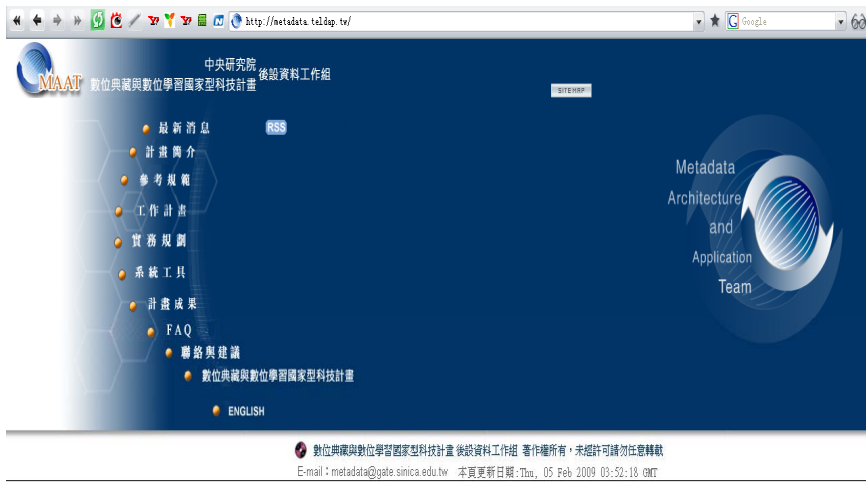 http://metadata.teldap.tw/
Google
MAAT
中央研究院
數位典藏與數位學習國家型科技計畫
後設資料工作組
SITEMAP
最新消息
RSS
計畫簡介
參考規範
工作計畫
實務規劃
系統工具
計畫成果
FAQ
聯絡與建議
數位典藏與數位學習國家型科技計畫
ENGLISH
Metadata
Architecture
and
Application
Team
數位典藏與數位學習國家型科技計畫 後設資料工作組 著作權所有，未經許可請勿任意轉載
E-mail：metadata@gate.sinica.edu.tw 本頁更新日期:Thu, 05 Feb 2009 03:52:18 GMT